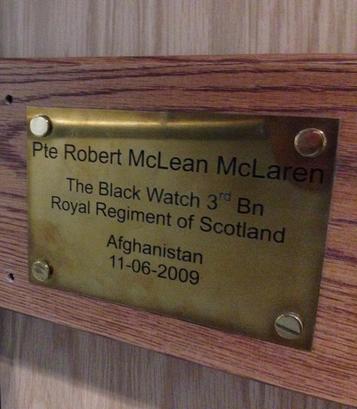 Pte Robert McLean McLaren
The Black Watch 3rd Bn
Royal Regiment of Scotland
Afghanistan
11-06-2009